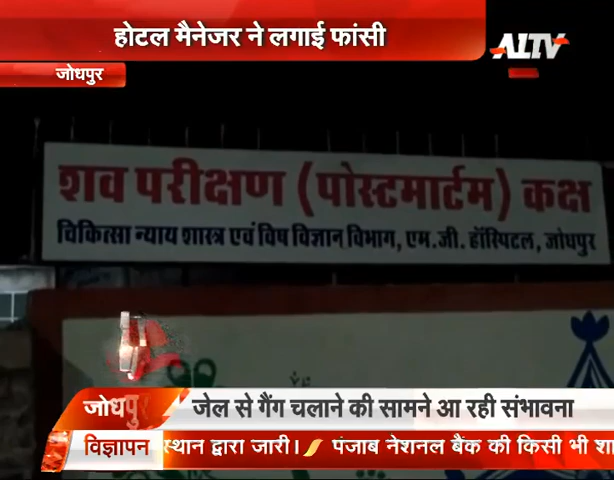 होटल मैनेजर ने लगाई फांसी
A1TV
जोधपुर
शव परीक्षण (पोस्टमार्टम) कक्ष
चिकित्सा न्याय शास्त्र एवं विष विज्ञान विभाग, एम.जी. हॉस्पिटल, जोधपुर
जोधपुर जेल से गैंग चलाने की सामने आ रही संभावना
विज्ञापन स्थान द्वारा जारी। पंजाब नेशनल बैंक की किसी भी शा